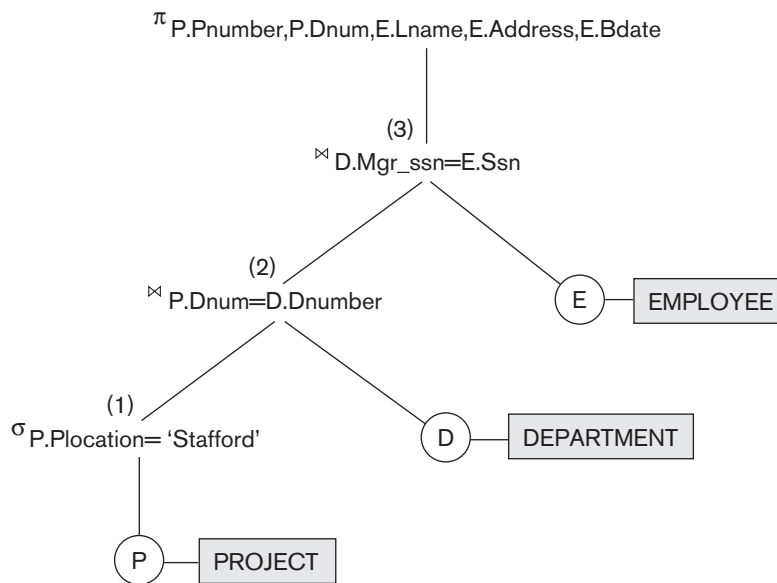 π P.Pnumber,P.Dnum,E.Lname,E.Address,E.Bdate
(3)
⋈ D.Mgr_ssn=E.Ssn
(2)
⋈ P.Dnum=D.Dnumber
E
EMPLOYEE
(1)
σ P.Plocation= ‘Stafford’
D
DEPARTMENT
P
PROJECT